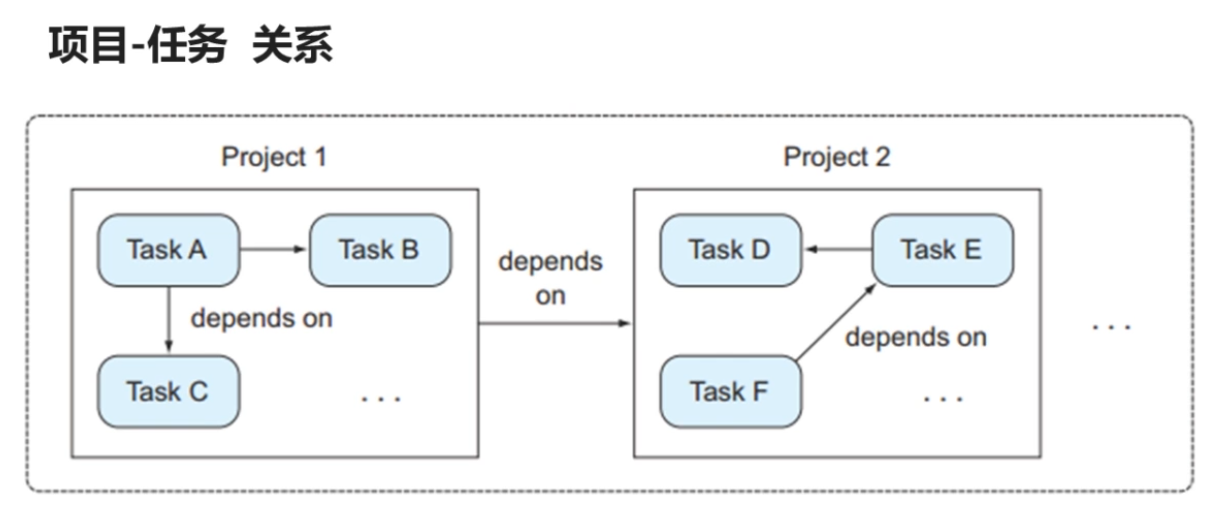 项目-任务 关系
Project 1
Project 2
Task A
Task B
depends
on
Task D
Task E
depends on
depends on
. . .
Task C
. . .
Task F
. . .